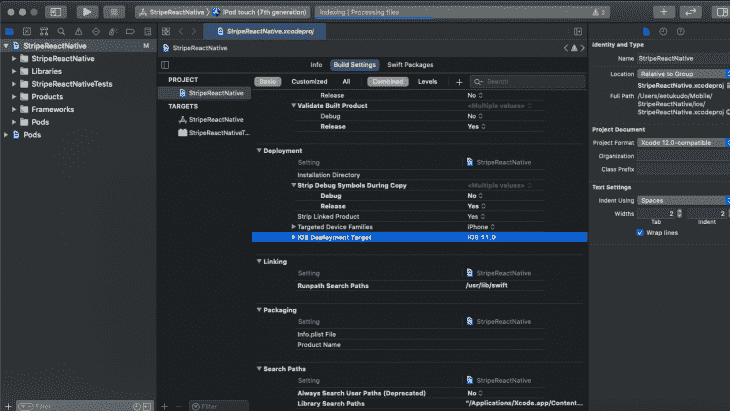 StripeReactNative
iPod touch (7th generation)
Indexing | Processing files
2
StripeReactNative.xcodeproj
StripeReactNative
M
StripeReactNative
Libraries
StripeReactNativeTests
Products
Frameworks
Pods
Pods
Filter
StripeReactNative
Info
Build Settings
Swift Packages
PROJECT
StripeReactNative
TARGETS
StripeReactNative
StripeReactNativeT...
Filter
Basic
Customized
All
Combined
Levels
Search
Release
No
Validate Built Product
<Multiple values>
Debug
No
Release
Yes
Deployment
Setting
StripeReactNative
Installation Directory
Strip Debug Symbols During Copy
<Multiple values>
Debug
No
Release
Yes
Strip Linked Product
Yes
Targeted Device Families
iPhone
iOS Deployment Target
iOS 11.0
Linking
Setting
StripeReactNative
Runpath Search Paths
/usr/lib/swift
Packaging
Setting
StripeReactNative
Info.plist File
Product Name
Search Paths
Setting
StripeReactNative
Always Search User Paths (Deprecated)
No
Library Search Paths
"/Applications/Xcode.app/Conten...
Identity and Type
Name
StripeReactNative
Location
Relative to Group
StripeReactNative.xcodeproj
Full Path
/Users/eetukudo/Mobile/
StripeReactNative/ios/
StripeReactNative.xcodeproj
Project Document
Project Format
Xcode 12.0-compatible
Organization
Class Prefix
Text Settings
Indent Using
Spaces
Widths
2
2
Tab
Indent
Wrap lines